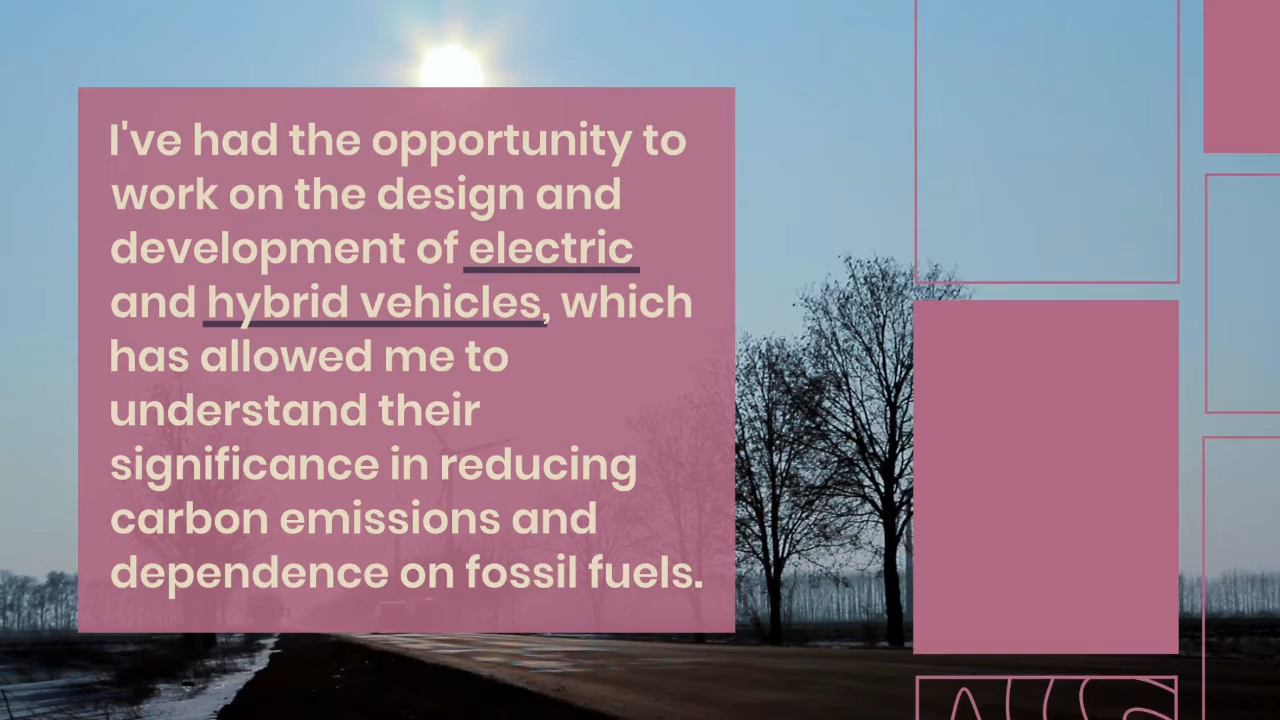 I've had the opportunity to
work on the design and
development of electric
and hybrid vehicles, which
has allowed me to
understand their
significance in reducing
carbon emissions and
dependence on fossil fuels.